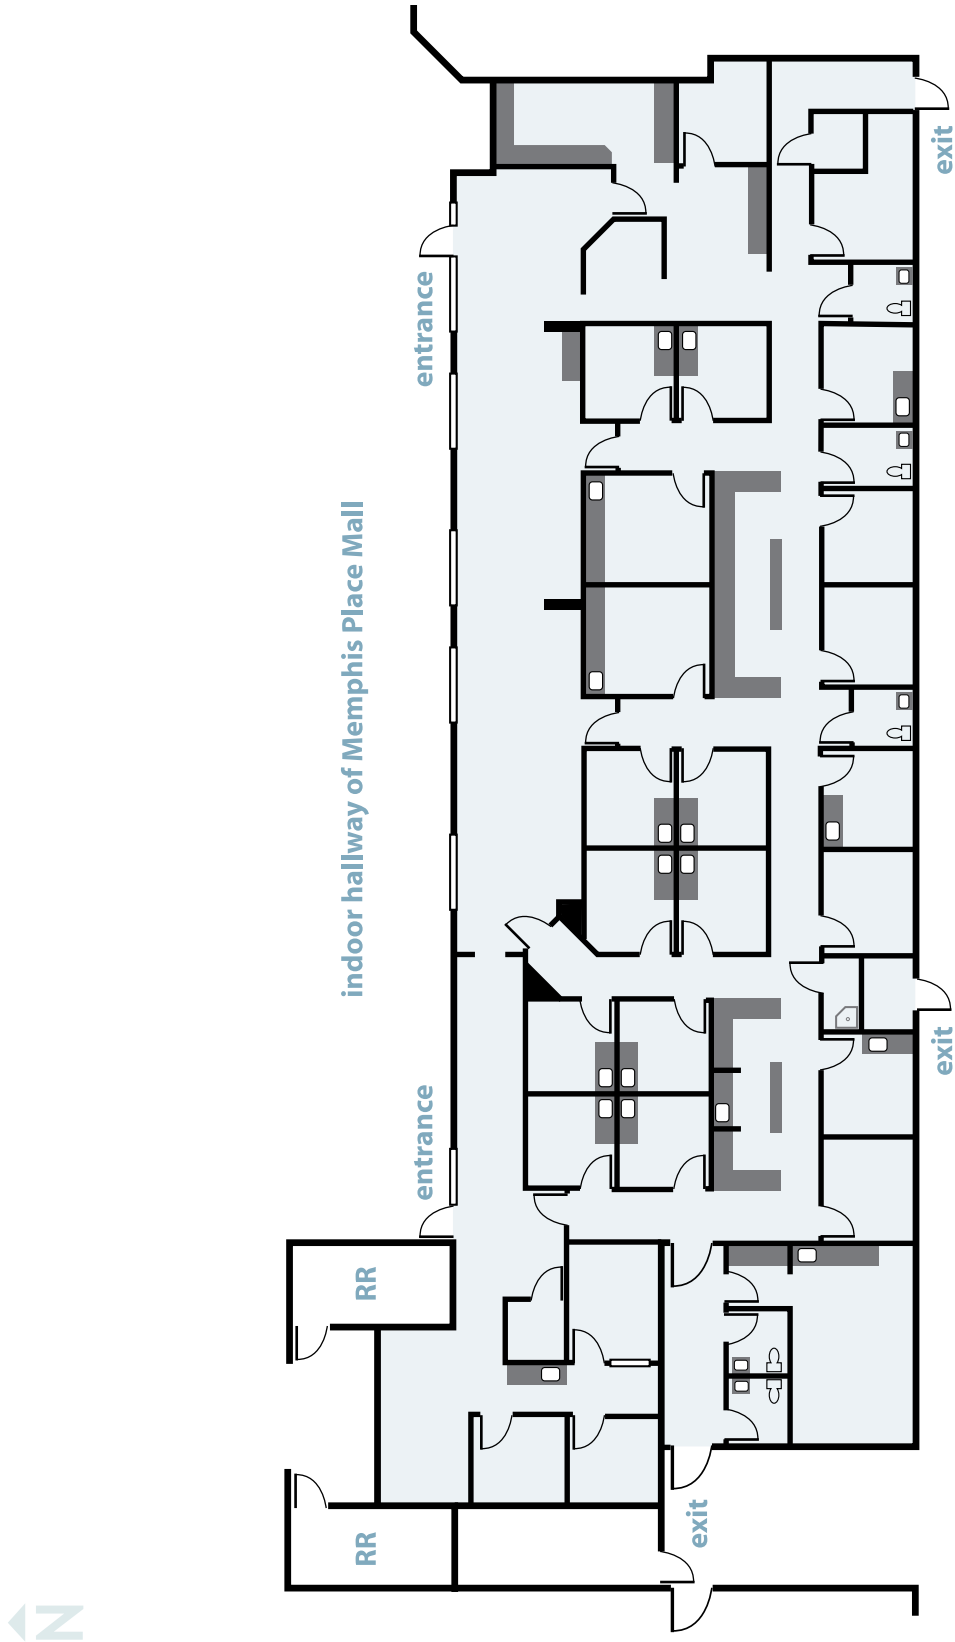 exit
entrance
indoor hallway of Memphis Place Mall
exit
entrance
RR
exit
RR
N